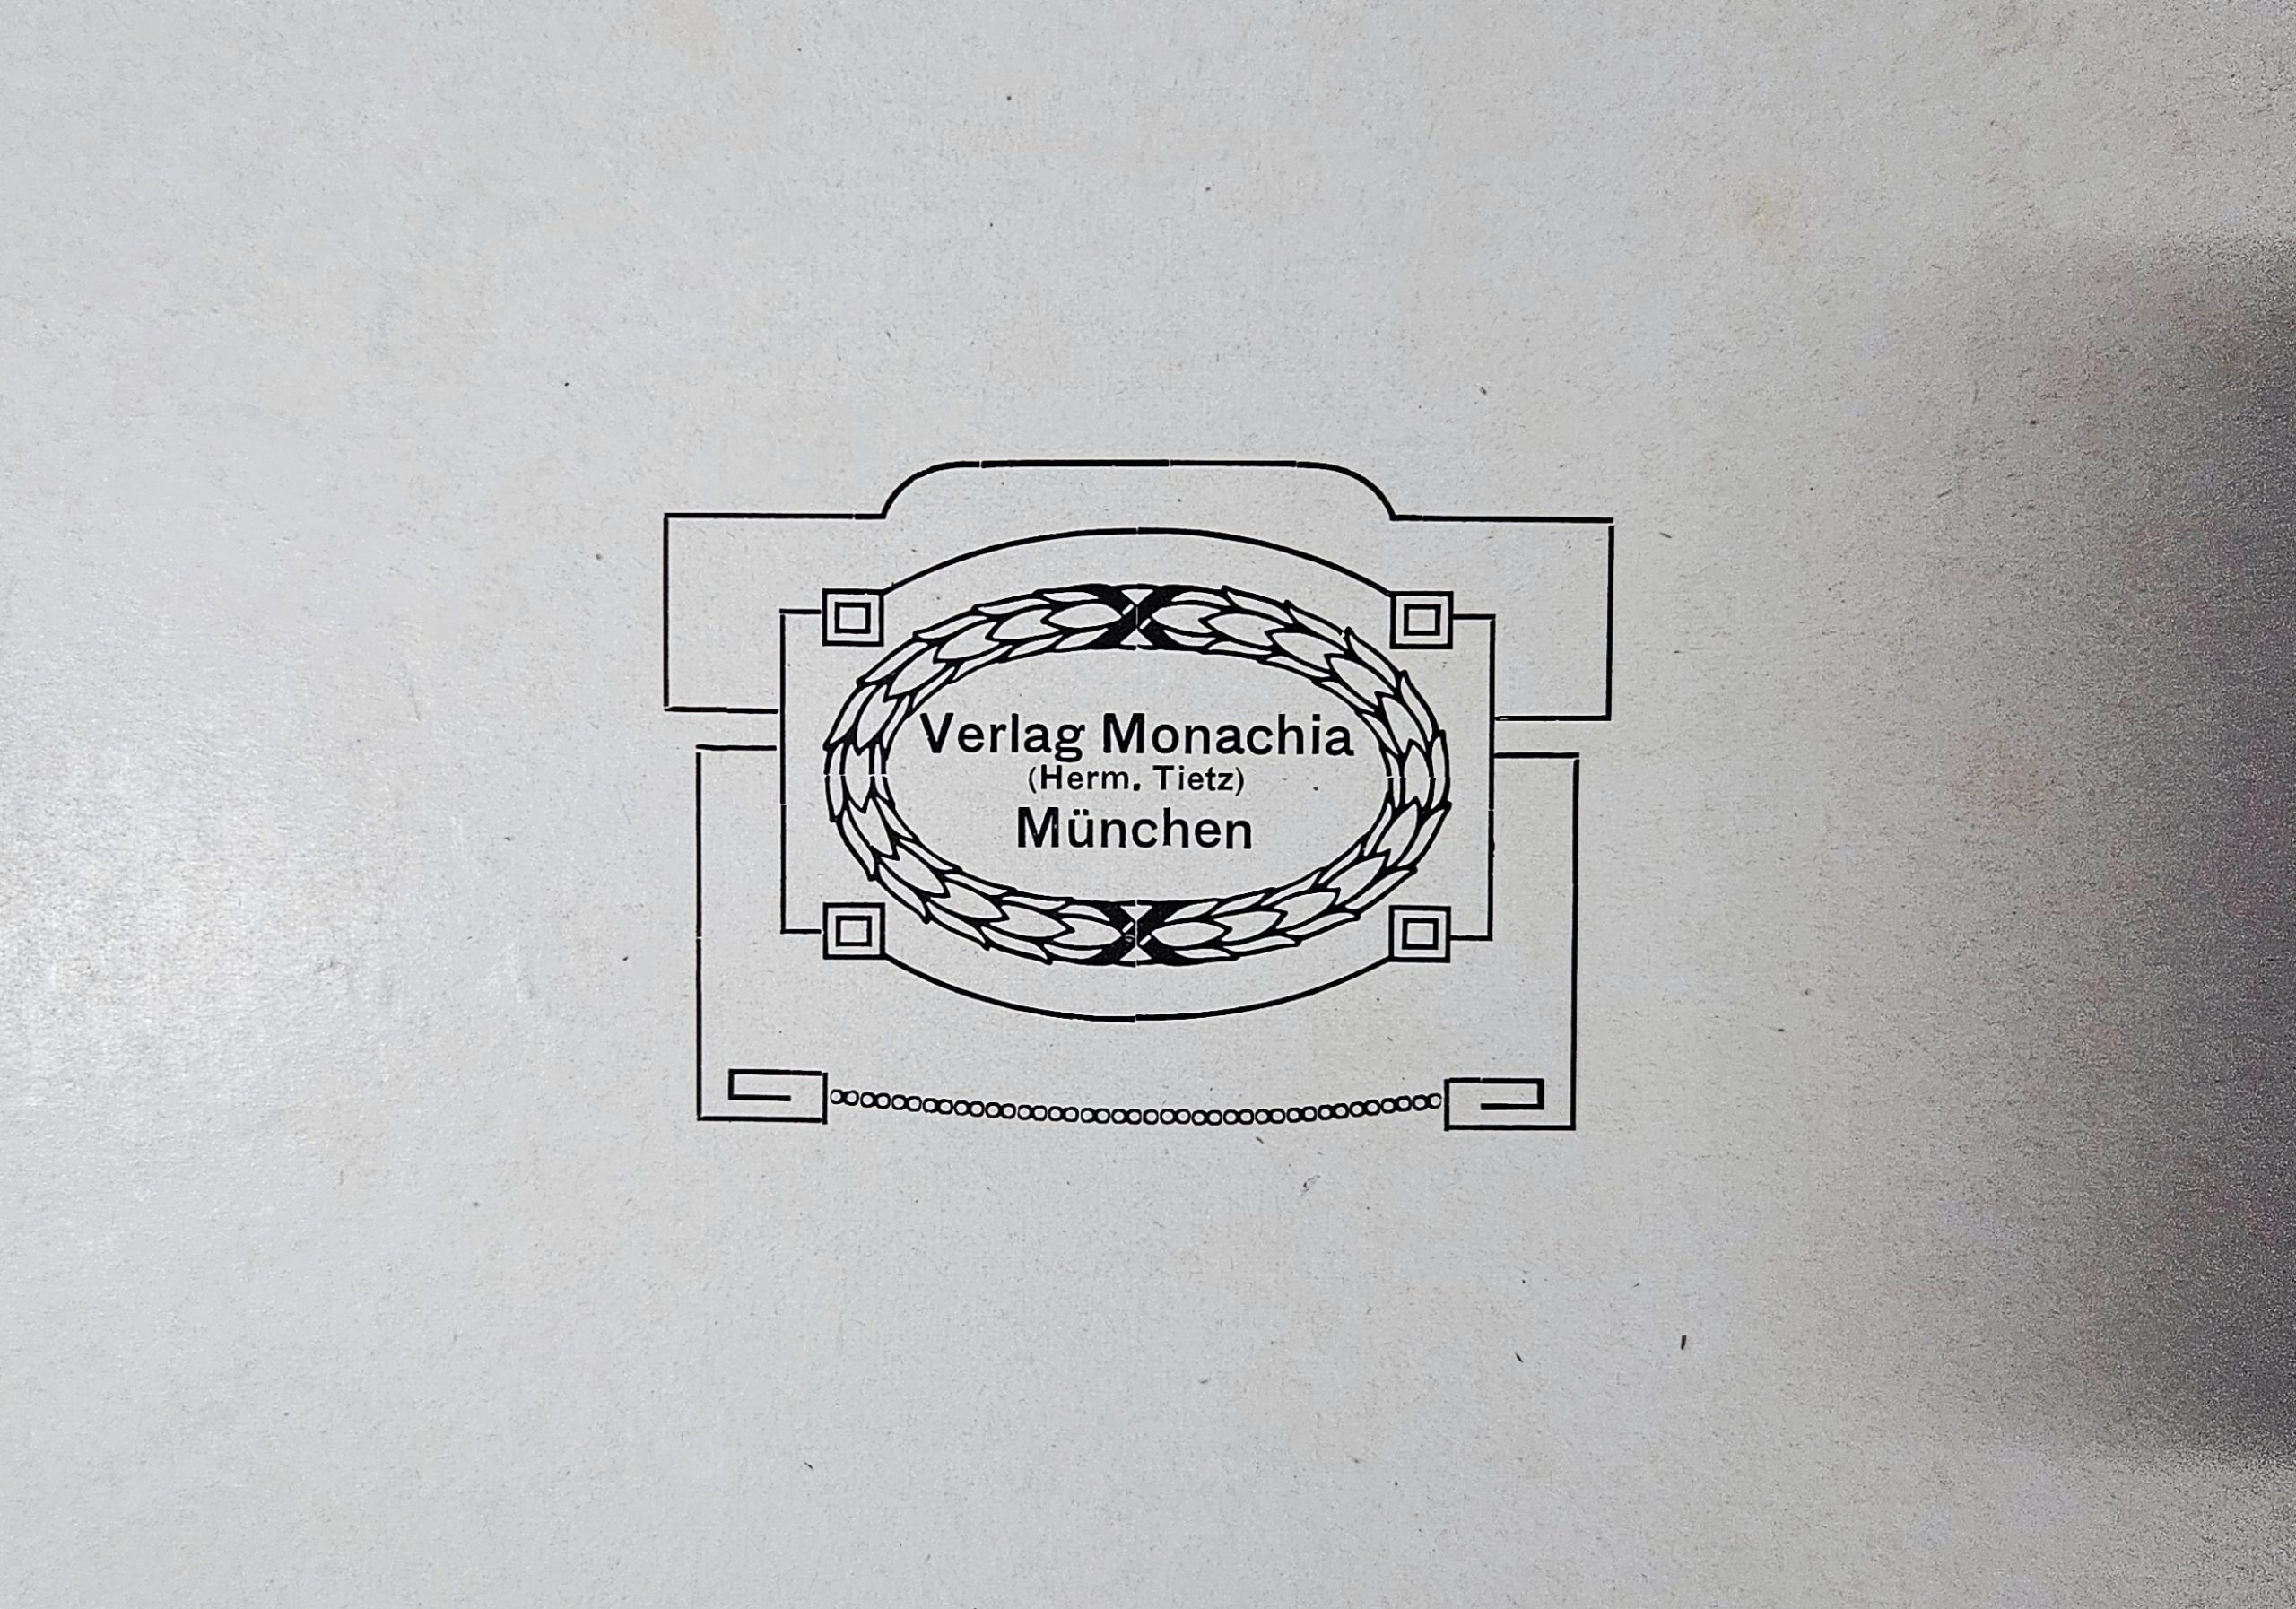 Verlag Monachia
(Herm. Tietz)
München